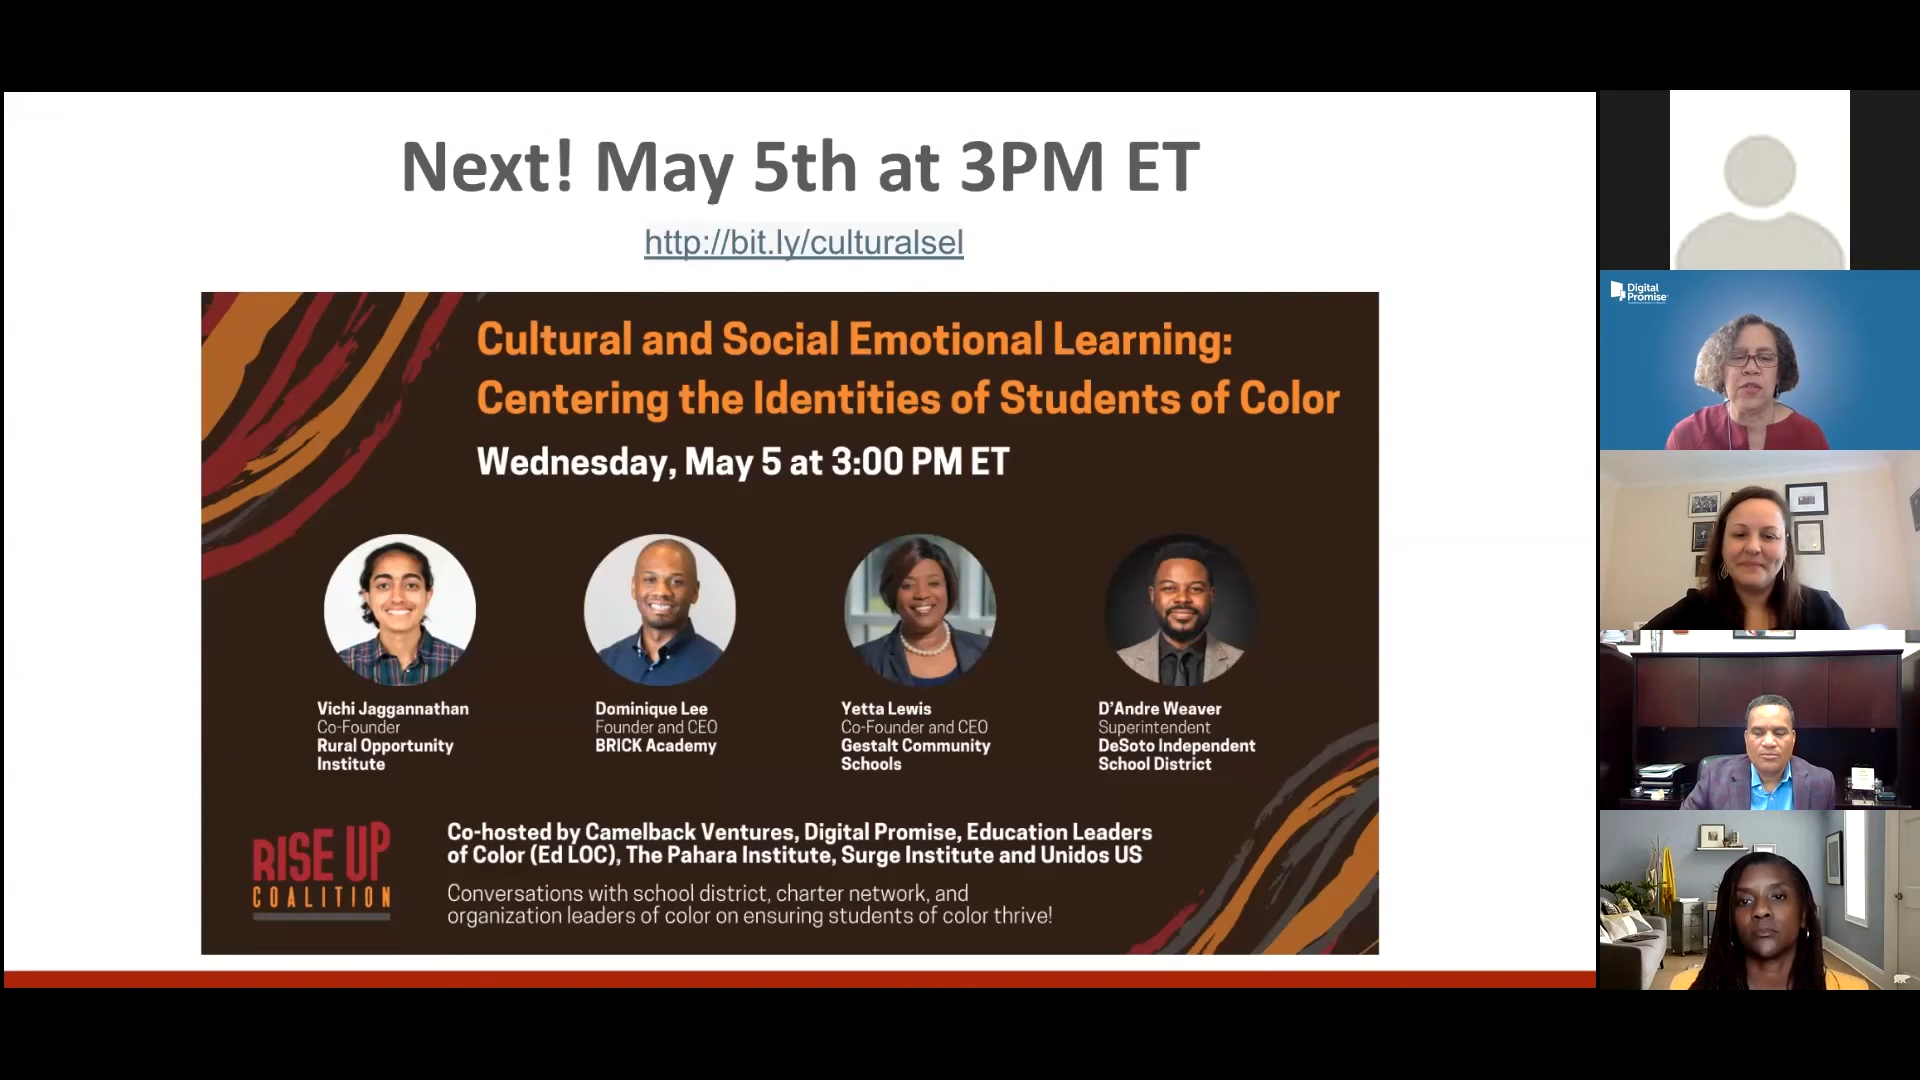 Next! May 5th at 3PM ET
http://bit.ly/culturalsel
Cultural and Social Emotional Learning:
Centering the Identities of Students of Color
Wednesday, May 5 at 3:00 PM ET
Vichi Jaggannathan
Co-Founder
Rural Opportunity
Institute
Dominique Lee
Founder and CEO
BRICK Academy
Yetta Lewis
Co-Founder and CEO
Gestalt Community
Schools
D'Andre Weaver
Superintendent
DeSoto Independent
School District
RISE UP
COALITION
Co-hosted by Camelback Ventures, Digital Promise, Education Leaders
of Color (Ed LOC), The Pahara Institute, Surge Institute and Unidos US
Conversations with school district, charter network, and
organization leaders of color on ensuring students of color thrive!
Digital
Promise